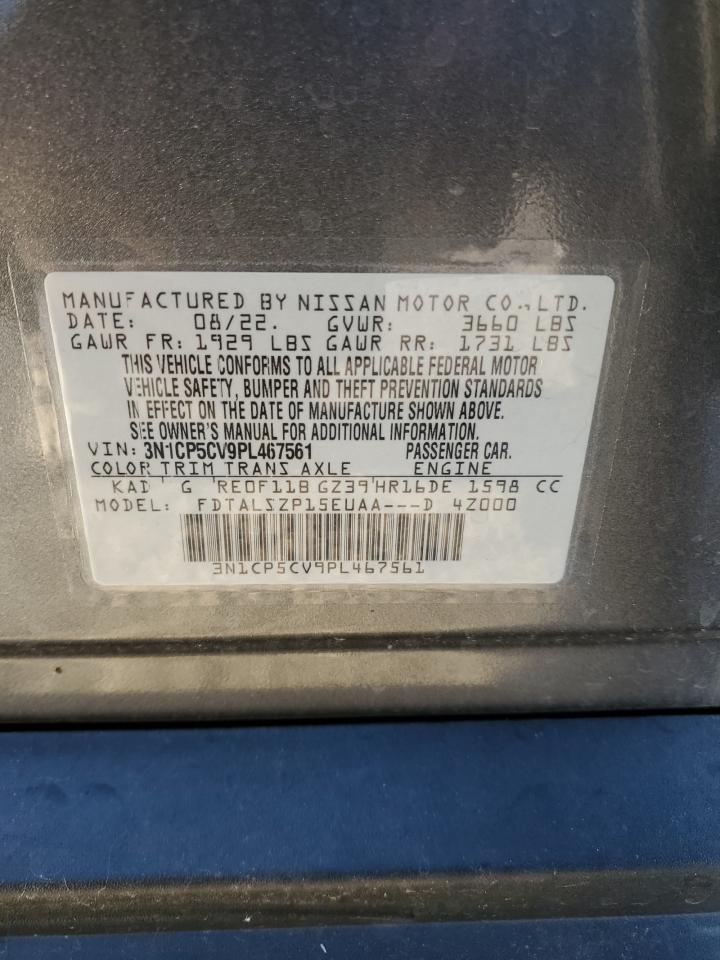 MANUFACTURED BY NISSAN MOTOR CO., LTD.
DATE: 08/22. GVWR: 3660 LBS
GAWR FR: 1929 LBS GAWR RR: 1731 LBS
THIS VEHICLE CONFORMS TO ALL APPLICABLE FEDERAL MOTOR
VEHICLE SAFETY, BUMPER AND THEFT PREVENTION STANDARDS
IN EFFECT ON THE DATE OF MANUFACTURE SHOWN ABOVE.
SEE OWNER'S MANUAL FOR ADDITIONAL INFORMATION.
VIN: 3N1CP5CV9PL467561 PASSENGER CAR.
COLOR TRIM TRANS AXLE ENGINE
KAD G RE0F11B GZ39 HR16DE 1598 CC
MODEL: FDTALSZP15EUAA---D 4Z000
3N1CP5CV9PL467561